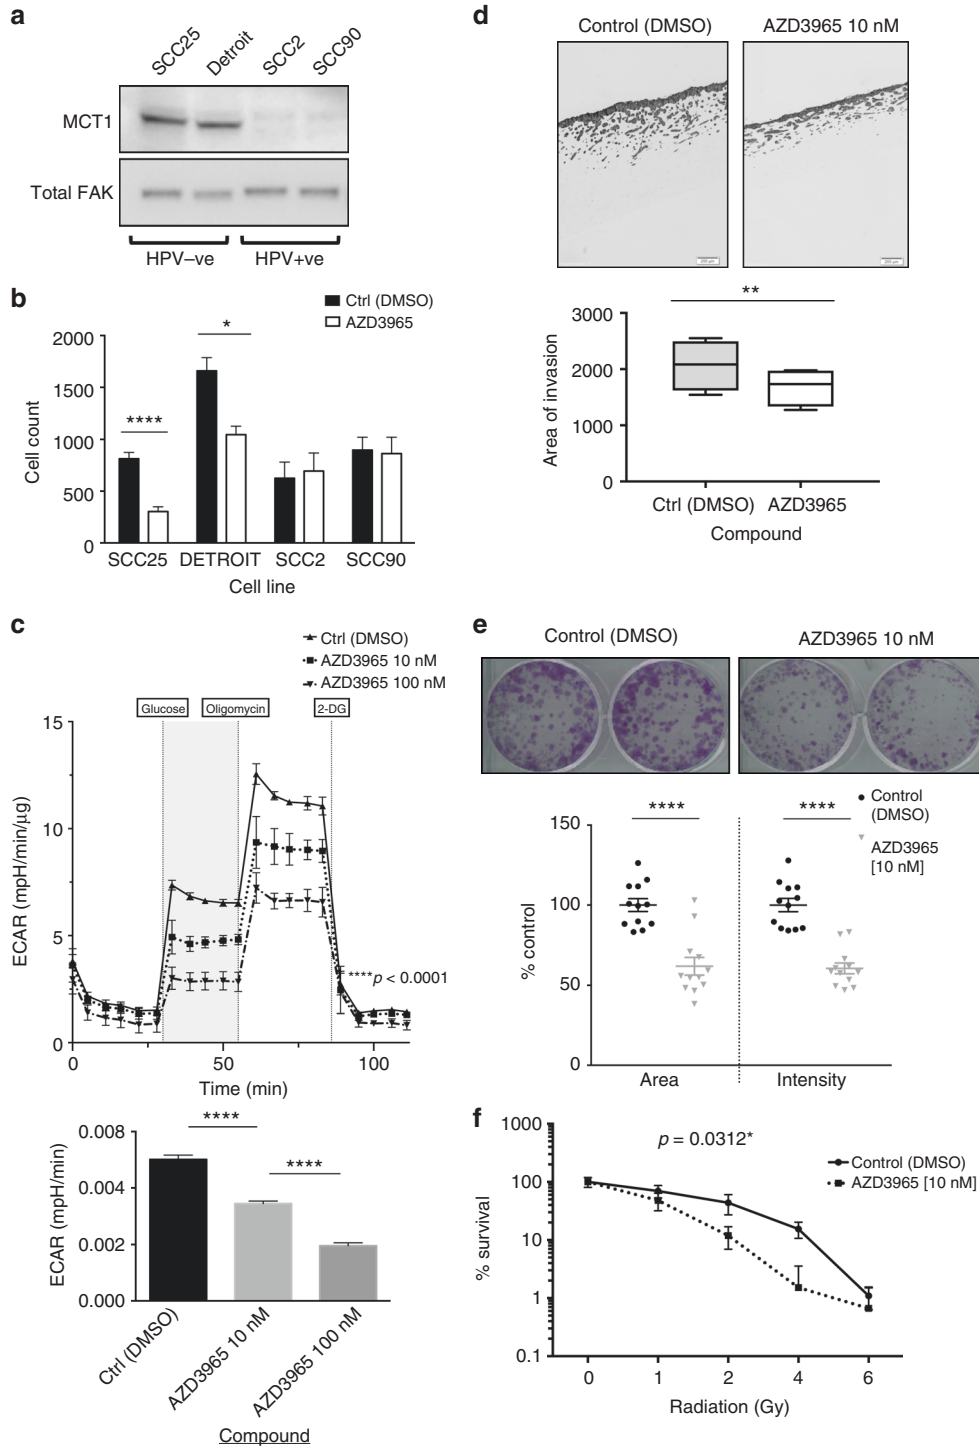 a
SCC25 Detroit SCC2 SCC90
MCT1
Total FAK
HPV–ve HPV+ve
b
Ctrl (DMSO)
AZD3965
2000
1500
1000
500
0
Cell count
****
*
SCC25 DETROIT SCC2 SCC90
Cell line
c
Ctrl (DMSO)
AZD3965 10 nM
AZD3965 100 nM
Glucose Oligomycin 2-DG
15
10
5
0
ECAR (mpH/min/μg)
****p < 0.0001
0 50 100
Time (min)
****
****
0.008
0.004
0.002
0.000
ECAR (mpH/min)
Ctrl (DMSO) AZD3965 10 nM AZD3965 100 nM
Compound
d
Control (DMSO) AZD3965 10 nM
200 μm 200 μm
**
3000
2000
1000
0
Area of invasion
Ctrl (DMSO) AZD3965
Compound
e
Control (DMSO) AZD3965 10 nM
**** ****
Control
(DMSO)
AZD3965
[10 nM]
150
100
50
0
% control
Area Intensity
f
p = 0.0312*
Control (DMSO)
AZD3965 [10 nM]
1000
100
10
1
0.1
% survival
0 1 2 4 6
Radiation (Gy)